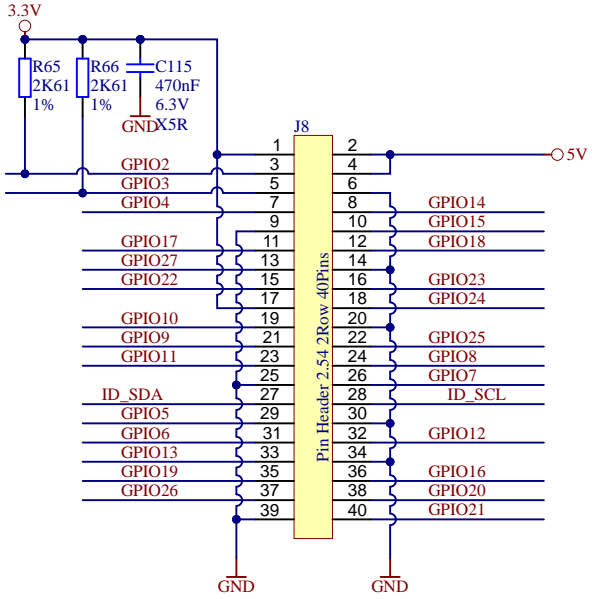 3.3V
R65
2K61
1%
R66
2K61
1%
C115
470nF
6.3V
X5R
GND
J8
1 2
5V
GPIO2 3 4
GPIO3 5 6
GPIO4 7 8 GPIO14
9 10 GPIO15
GPIO17 11 12 GPIO18
GPIO27 13 14
GPIO22 15 16 GPIO23
17 18 GPIO24
GPIO10 19 20
GPIO9 21 22 GPIO25
GPIO11 23 24 GPIO8
25 26 GPIO7
ID_SDA 27 28 ID_SCL
GPIO5 29 30
GPIO6 31 32 GPIO12
GPIO13 33 34
GPIO19 35 36 GPIO16
GPIO26 37 38 GPIO20
39 40 GPIO21
Pin Header 2.54 2Row 40Pins
GND
GND